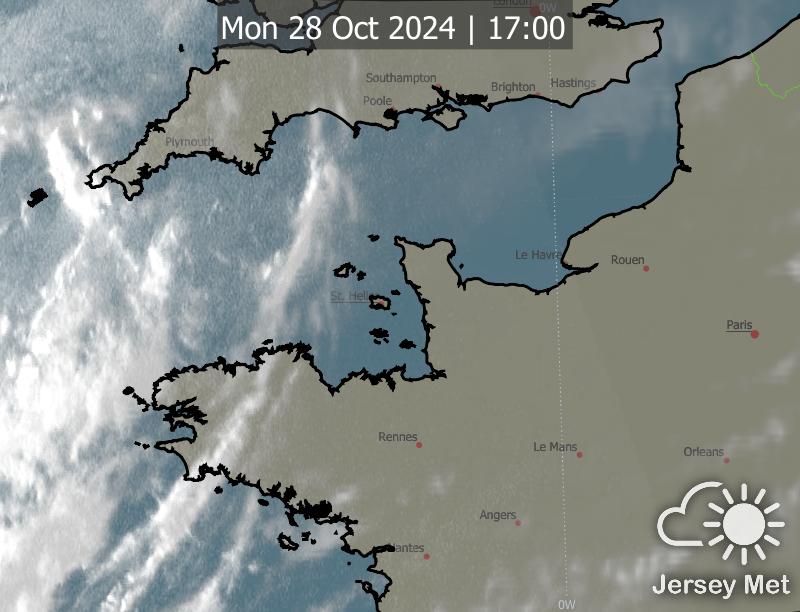 London
0W
Mon 28 Oct 2024 | 17:00
Southampton
Brighton
Hastings
Poole
Plymouth
Le Havre
Rouen
St. Helier
Paris
Rennes
Le Mans
Orleans
Angers
Nantes
Jersey Met
0W